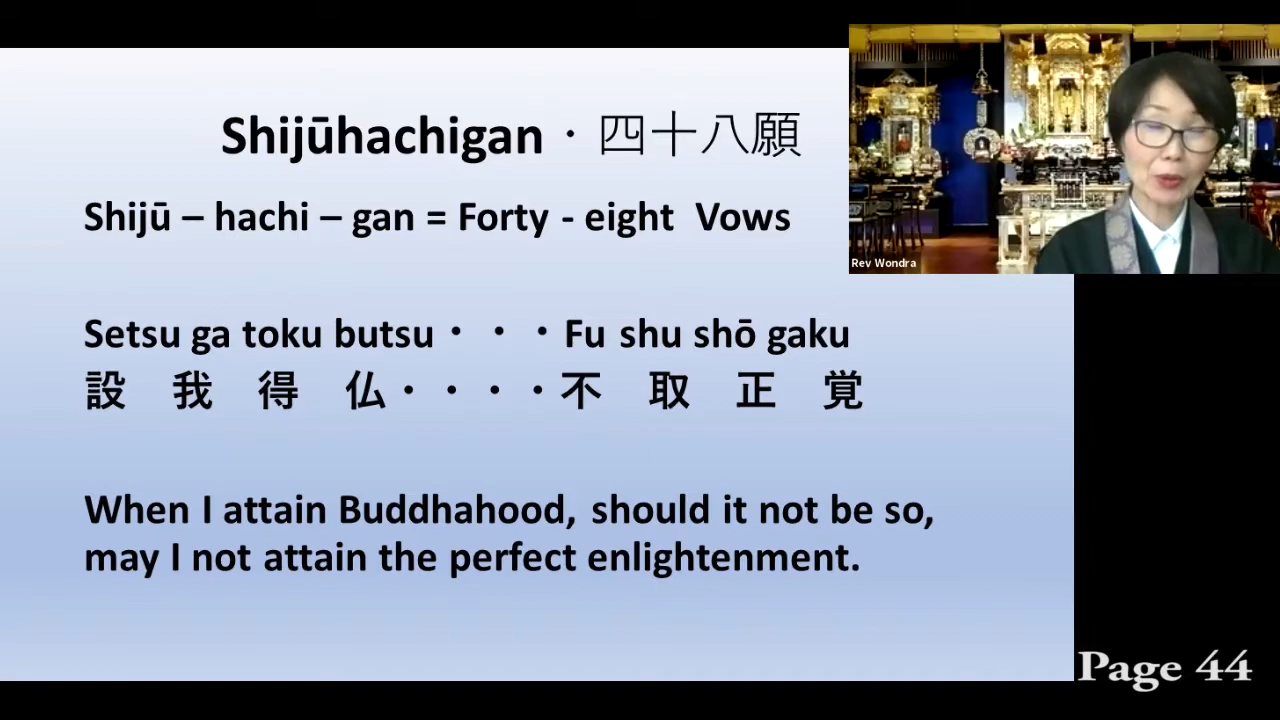 Shijūhachigan・四十八願
Shijū – hachi – gan = Forty - eight Vows
Rev Wondra
Setsu ga toku butsu・・・Fu shu shō gaku
設 我 得 仏・・・・不 取 正 覚
When I attain Buddhahood, should it not be so,
may I not attain the perfect enlightenment.
Page 44